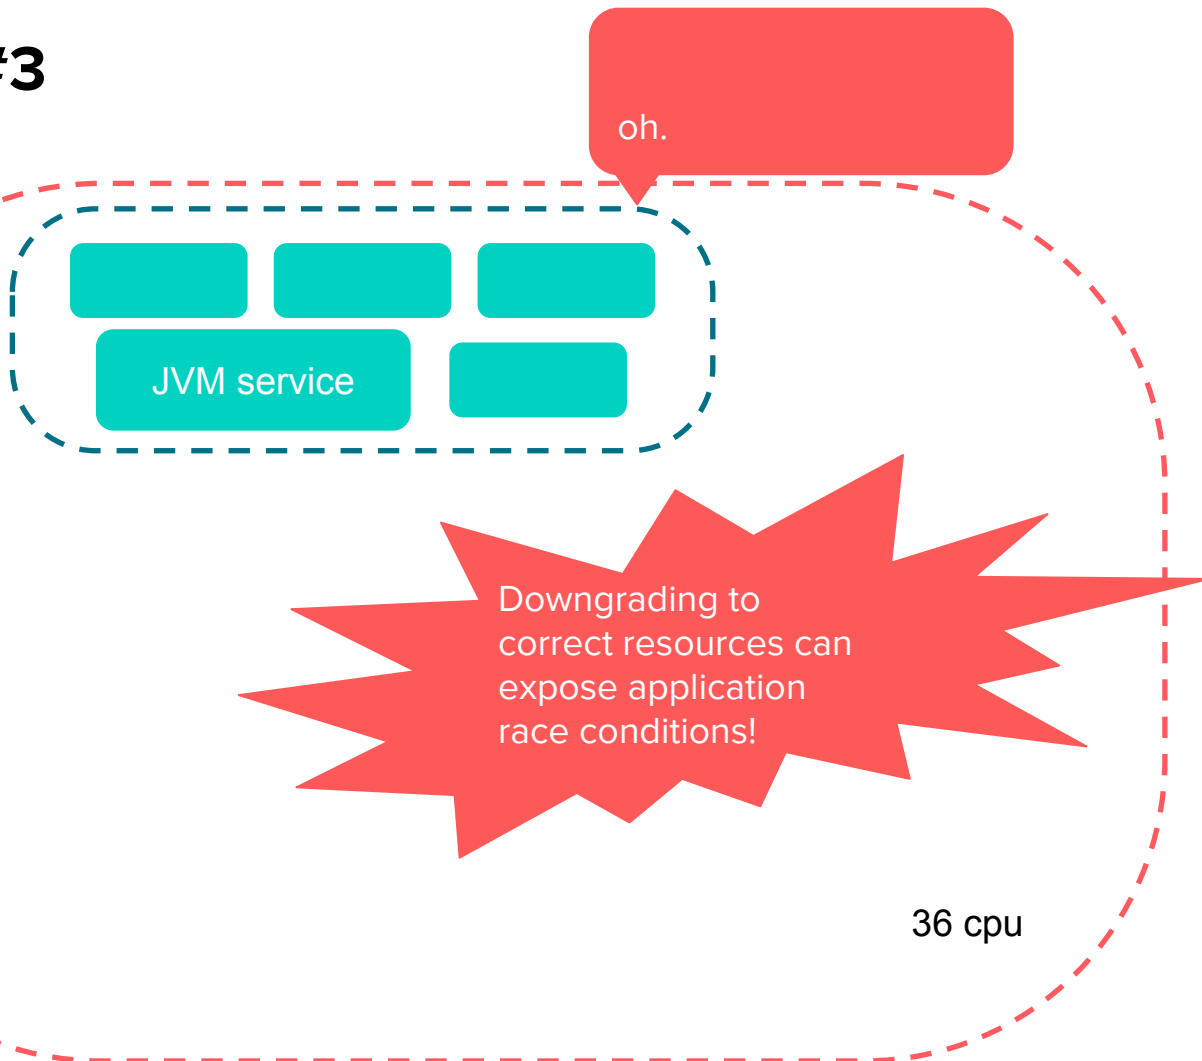 #3
oh.
JVM service
Downgrading to
correct resources can
expose application
race conditions!
36 cpu